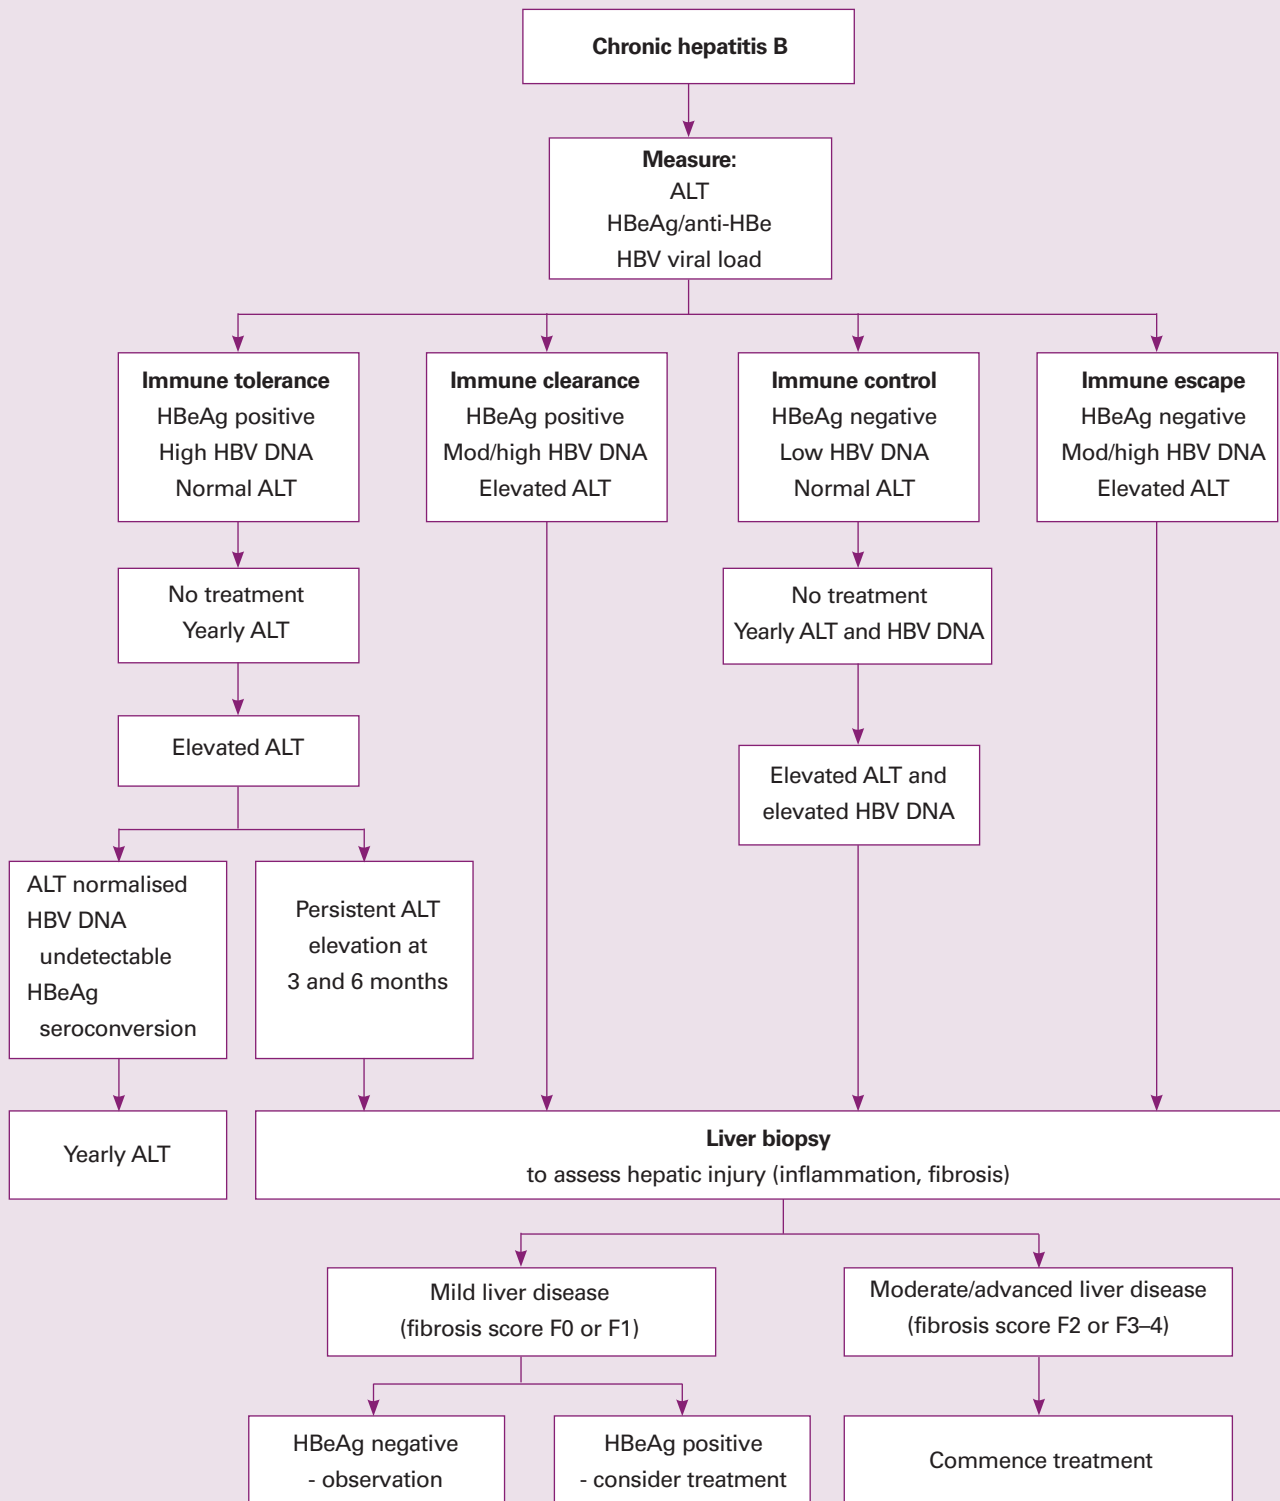 Chronic hepatitis B
Measure:
ALT
HBeAg/anti-HBe
HBV viral load
Immune tolerance
HBeAg positive
High HBV DNA
Normal ALT
Immune clearance
HBeAg positive
Mod/high HBV DNA
Elevated ALT
Immune control
HBeAg negative
Low HBV DNA
Normal ALT
Immune escape
HBeAg negative
Mod/high HBV DNA
Elevated ALT
No treatment
Yearly ALT
No treatment
Yearly ALT and HBV DNA
Elevated ALT
Elevated ALT and
elevated HBV DNA
ALT normalised
HBV DNA
undetectable
HBeAg
seroconversion
Persistent ALT
elevation at
3 and 6 months
Yearly ALT
Liver biopsy
to assess hepatic injury (inflammation, fibrosis)
Mild liver disease
(fibrosis score F0 or F1)
Moderate/advanced liver disease
(fibrosis score F2 or F3–4)
HBeAg negative
- observation
HBeAg positive
- consider treatment
Commence treatment